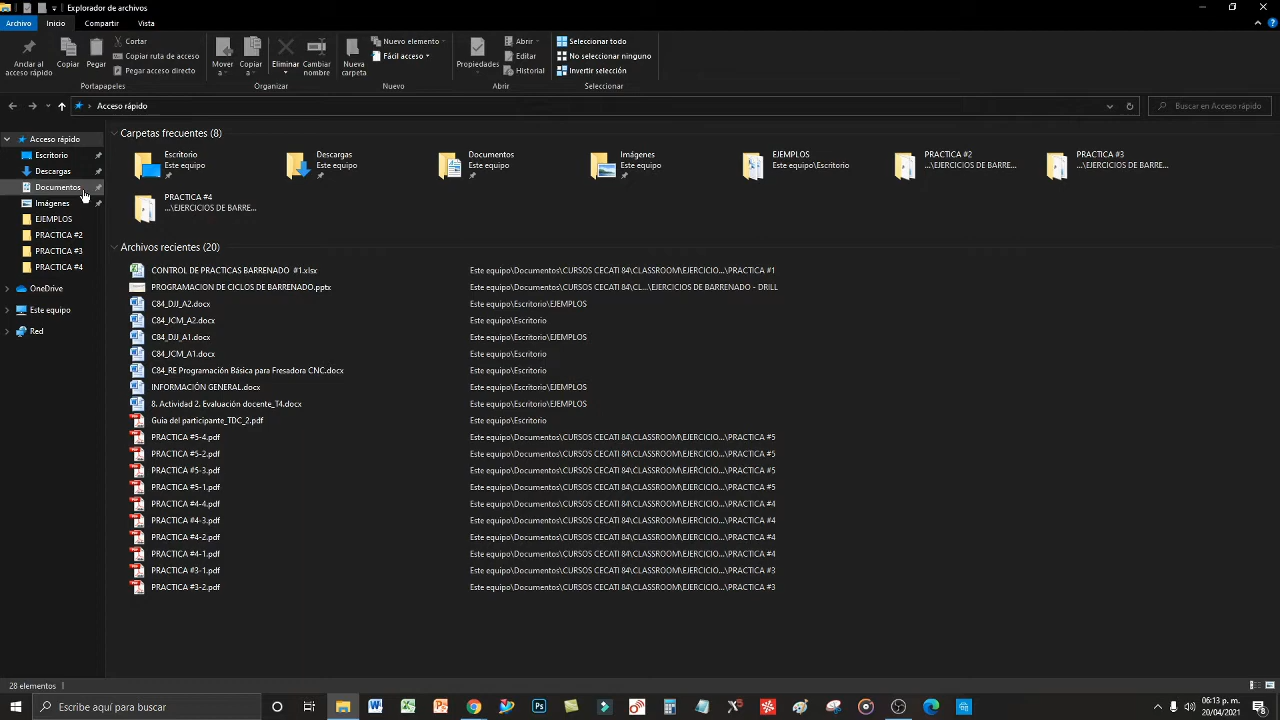 Explorador de archivos
Archivo Inicio Compartir Vista
Anclar al acceso rápido
Copiar
Pegar
Cortar
Copiar ruta de acceso
Pegar acceso directo
Portapapeles
Mover a
Copiar a
Eliminar
Cambiar nombre
Organizar
Nueva carpeta
Nuevo elemento
Fácil acceso
Nuevo
Propiedades
Abrir
Editar
Historial
Abrir
Seleccionar todo
No seleccionar ninguno
Invertir selección
Seleccionar
Acceso rápido
Buscar en Acceso rápido
Acceso rápido
Escritorio
Descargas
Documentos
Imágenes
EJEMPLOS
PRACTICA #2
PRACTICA #3
PRACTICA #4
OneDrive
Este equipo
Red
Carpetas frecuentes (8)
Escritorio
Este equipo
Descargas
Este equipo
Documentos
Este equipo
Imágenes
Este equipo
EJEMPLOS
Este equipo\Escritorio
PRACTICA #2
...\EJERCICIOS DE BARRE...
PRACTICA #3
...\EJERCICIOS DE BARRE...
PRACTICA #4
...\EJERCICIOS DE BARRE...
Archivos recientes (20)
CONTROL DE PRACTICAS BARRENADO #1.xlsx Este equipo\Documentos\CURSOS CECATI 84\CLASSROOM\EJERCICIO...\PRACTICA #1
PROGRAMACION DE CICLOS DE BARRENADO.pptx Este equipo\Documentos\CURSOS CECATI 84\CL...\EJERCICIOS DE BARRENADO - DRILL
C84_DJJ_A2.docx Este equipo\Escritorio\EJEMPLOS
C84_JCM_A2.docx Este equipo\Escritorio
C84_DJJ_A1.docx Este equipo\Escritorio\EJEMPLOS
C84_JCM_A1.docx Este equipo\Escritorio
C84_RE Programación Básica para Fresadora CNC.docx Este equipo\Escritorio
INFORMACIÓN GENERAL.docx Este equipo\Escritorio\EJEMPLOS
8. Actividad 2. Evaluación docente_T4.docx Este equipo\Escritorio\EJEMPLOS
Guia del participante_TDC_2.pdf Este equipo\Escritorio
PRACTICA #5-4.pdf Este equipo\Documentos\CURSOS CECATI 84\CLASSROOM\EJERCICIO...\PRACTICA #5
PRACTICA #5-2.pdf Este equipo\Documentos\CURSOS CECATI 84\CLASSROOM\EJERCICIO...\PRACTICA #5
PRACTICA #5-3.pdf Este equipo\Documentos\CURSOS CECATI 84\CLASSROOM\EJERCICIO...\PRACTICA #5
PRACTICA #5-1.pdf Este equipo\Documentos\CURSOS CECATI 84\CLASSROOM\EJERCICIO...\PRACTICA #5
PRACTICA #4-4.pdf Este equipo\Documentos\CURSOS CECATI 84\CLASSROOM\EJERCICIO...\PRACTICA #4
PRACTICA #4-3.pdf Este equipo\Documentos\CURSOS CECATI 84\CLASSROOM\EJERCICIO...\PRACTICA #4
PRACTICA #4-2.pdf Este equipo\Documentos\CURSOS CECATI 84\CLASSROOM\EJERCICIO...\PRACTICA #4
PRACTICA #4-1.pdf Este equipo\Documentos\CURSOS CECATI 84\CLASSROOM\EJERCICIO...\PRACTICA #4
PRACTICA #3-1.pdf Este equipo\Documentos\CURSOS CECATI 84\CLASSROOM\EJERCICIO...\PRACTICA #3
PRACTICA #3-2.pdf Este equipo\Documentos\CURSOS CECATI 84\CLASSROOM\EJERCICIO...\PRACTICA #3
28 elementos
Escribe aquí para buscar
06:13 p.m.
20/04/2021